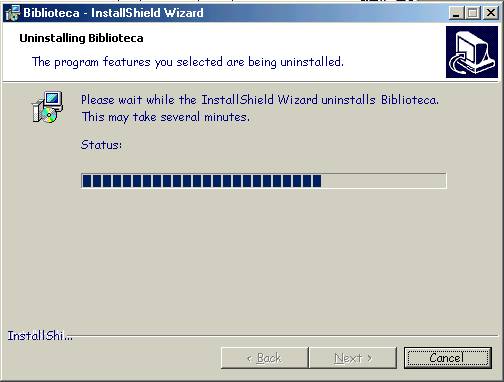 Biblioteca - InstallShield Wizard
Uninstalling Biblioteca
The program features you selected are being uninstalled.
Please wait while the InstallShield Wizard uninstalls Biblioteca.
This may take several minutes.
Status:
InstallShi...
< Back Next > Cancel